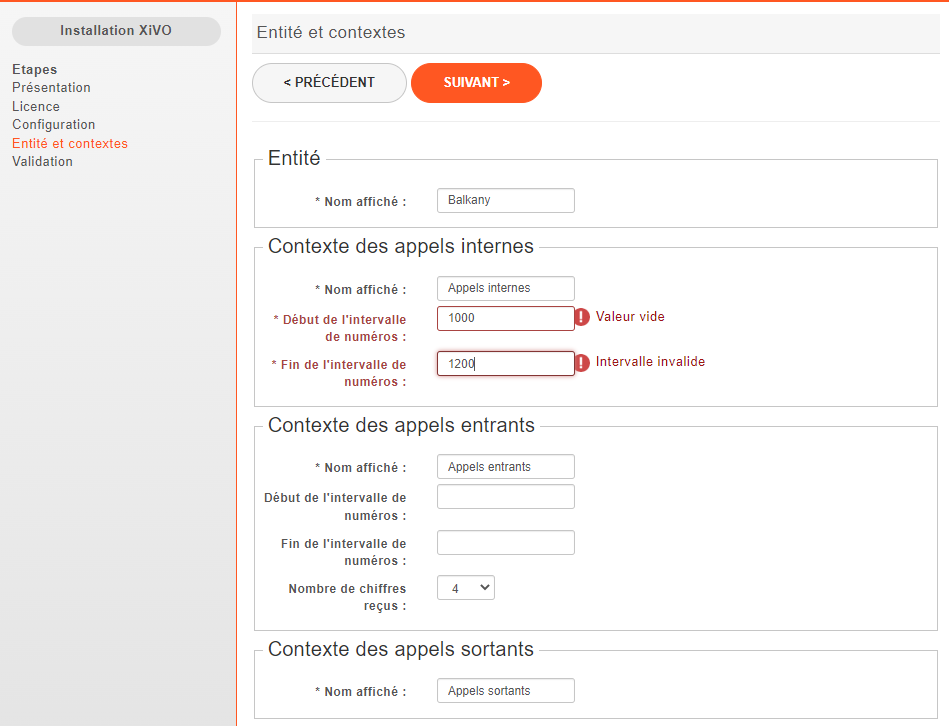 Installation XiVO
Etapes
Présentation
Licence
Configuration
Entité et contextes
Validation
Entité et contextes
< PRÉCÉDENT
SUIVANT >
Entité
* Nom affiché :
Balkany
Contexte des appels internes
* Nom affiché :
Appels internes
* Début de l'intervalle
de numéros :
1000
Valeur vide
* Fin de l'intervalle de
numéros :
1200
Intervalle invalide
Contexte des appels entrants
* Nom affiché :
Appels entrants
Début de l'intervalle de
numéros :
Fin de l'intervalle de
numéros :
Nombre de chiffres
reçus :
4
Contexte des appels sortants
* Nom affiché :
Appels sortants